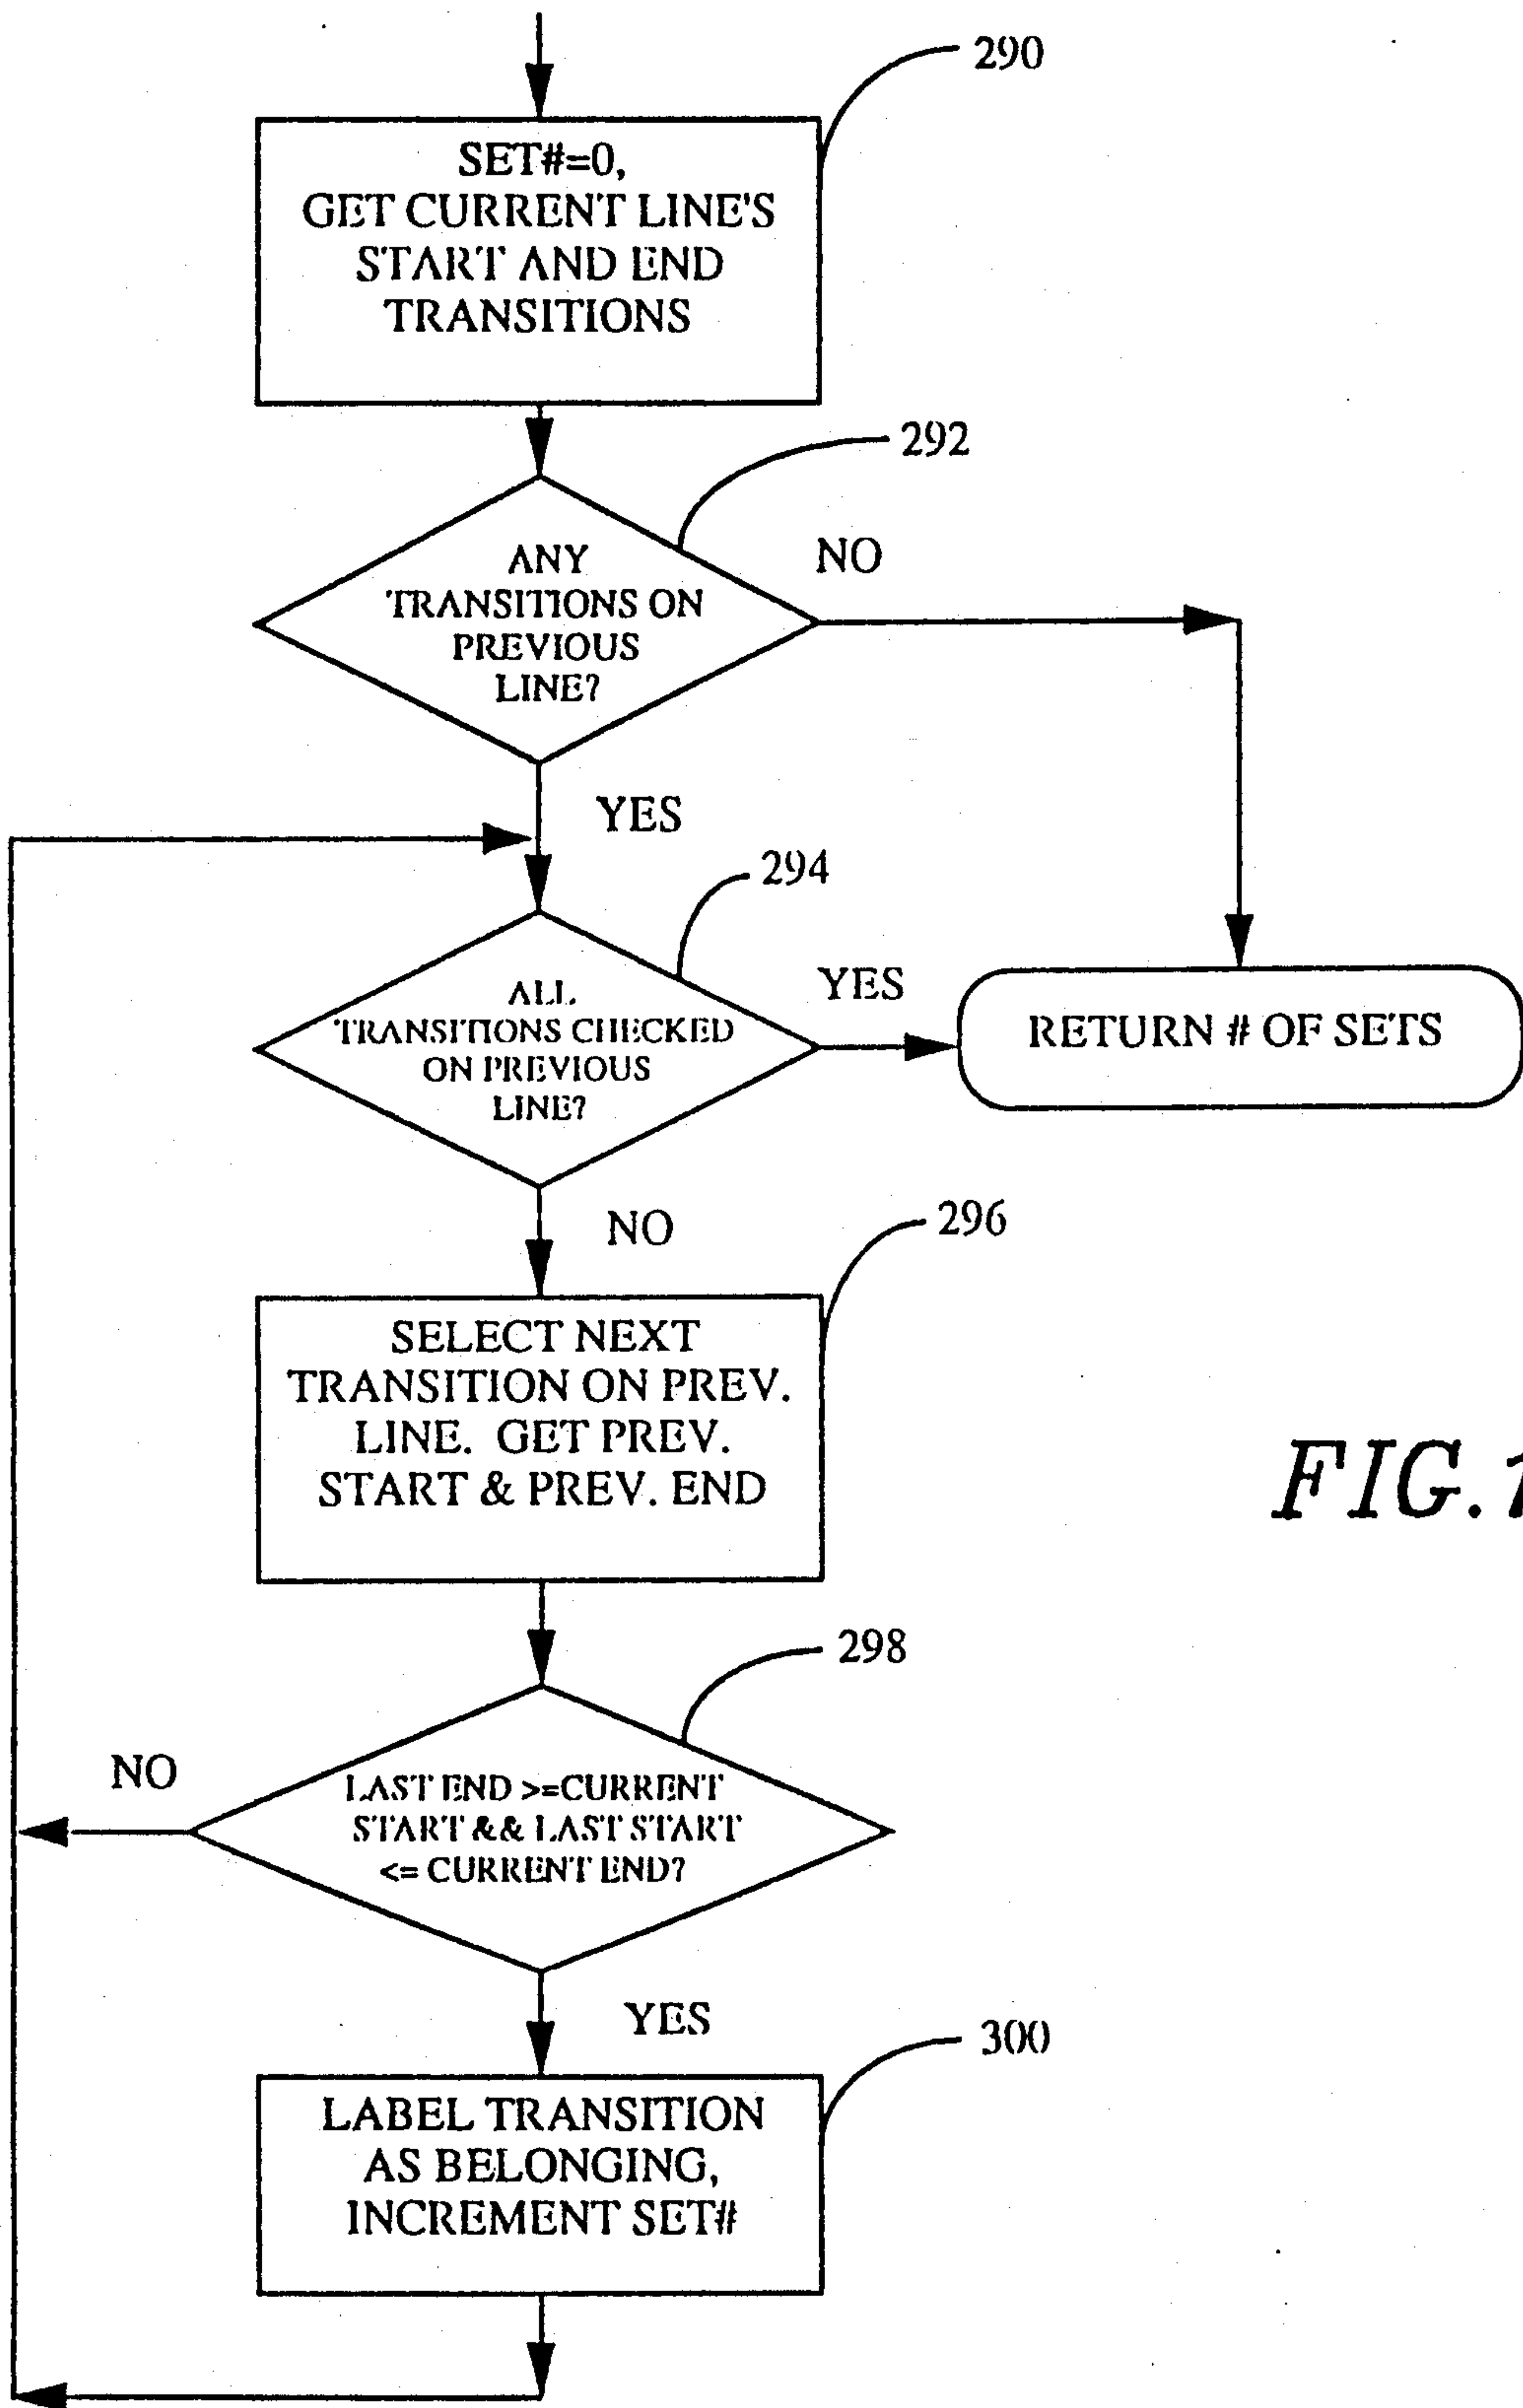 290
SET#=0,
GET CURRENT LINE'S
START AND END
TRANSITIONS
292
ANY
TRANSITIONS ON
PREVIOUS
LINE?
NO
YES
294
ALL
TRANSITIONS CHECKED
ON PREVIOUS
LINE?
YES
RETURN # OF SETS
NO
296
SELECT NEXT
TRANSITION ON PREV.
LINE. GET PREV.
START & PREV. END
FIG.1
298
NO
LAST END >=CURRENT
START && LAST START
<= CURRENT END?
YES
300
LABEL TRANSITION
AS BELONGING,
INCREMENT SET#